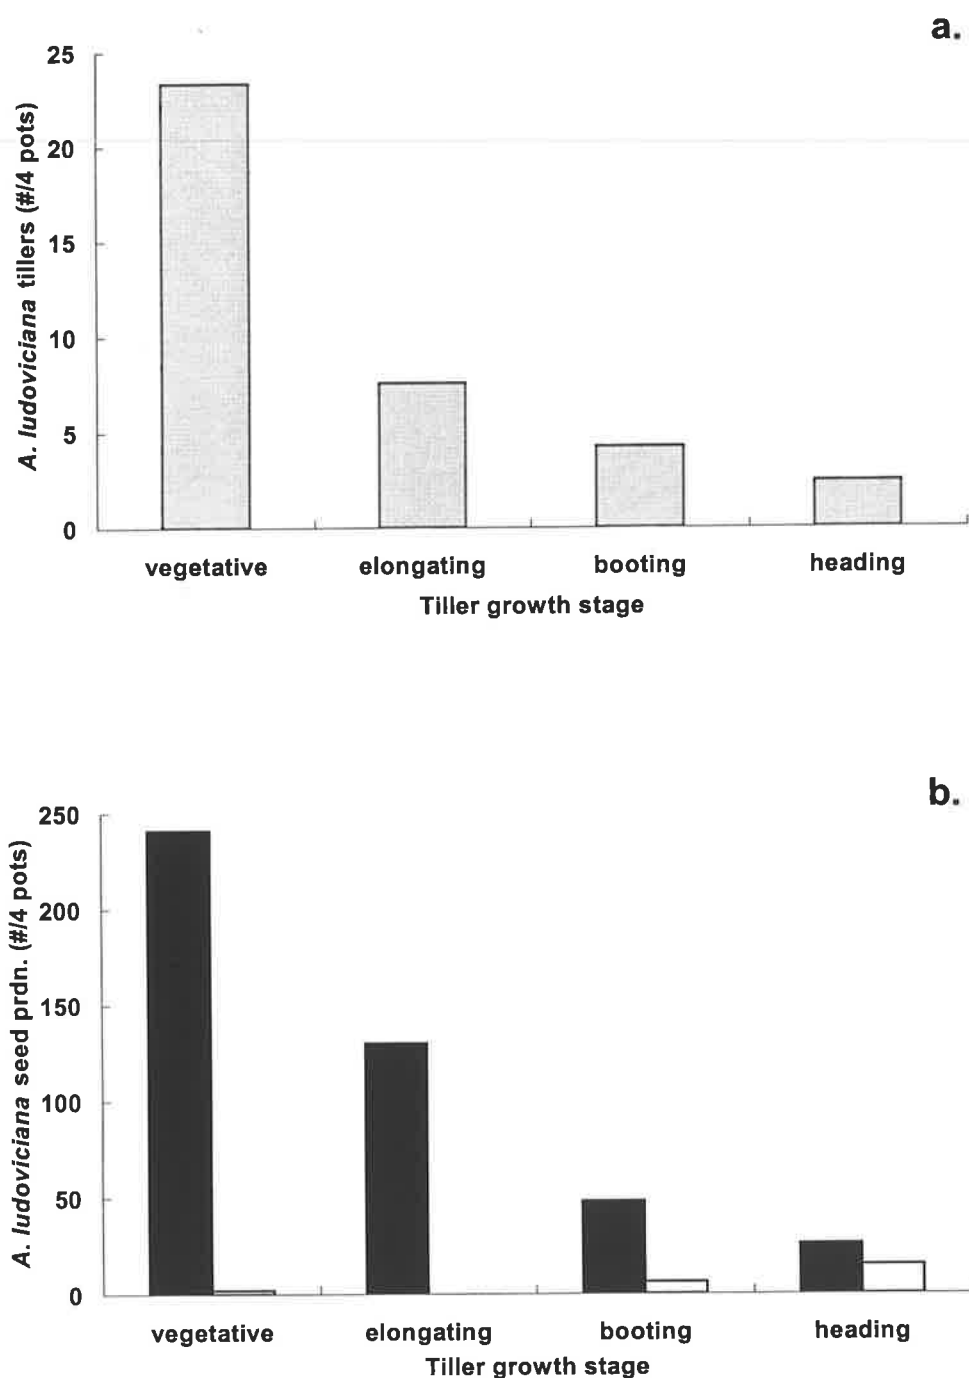 a.
25
20
15
10
5
0
A. ludoviciana tillers (#/4 pots)
vegetative elongating booting heading
Tiller growth stage
b.
250
200
150
100
50
0
A. ludoviciana seed prdn. (#/4 pots)
vegetative elongating booting heading
Tiller growth stage